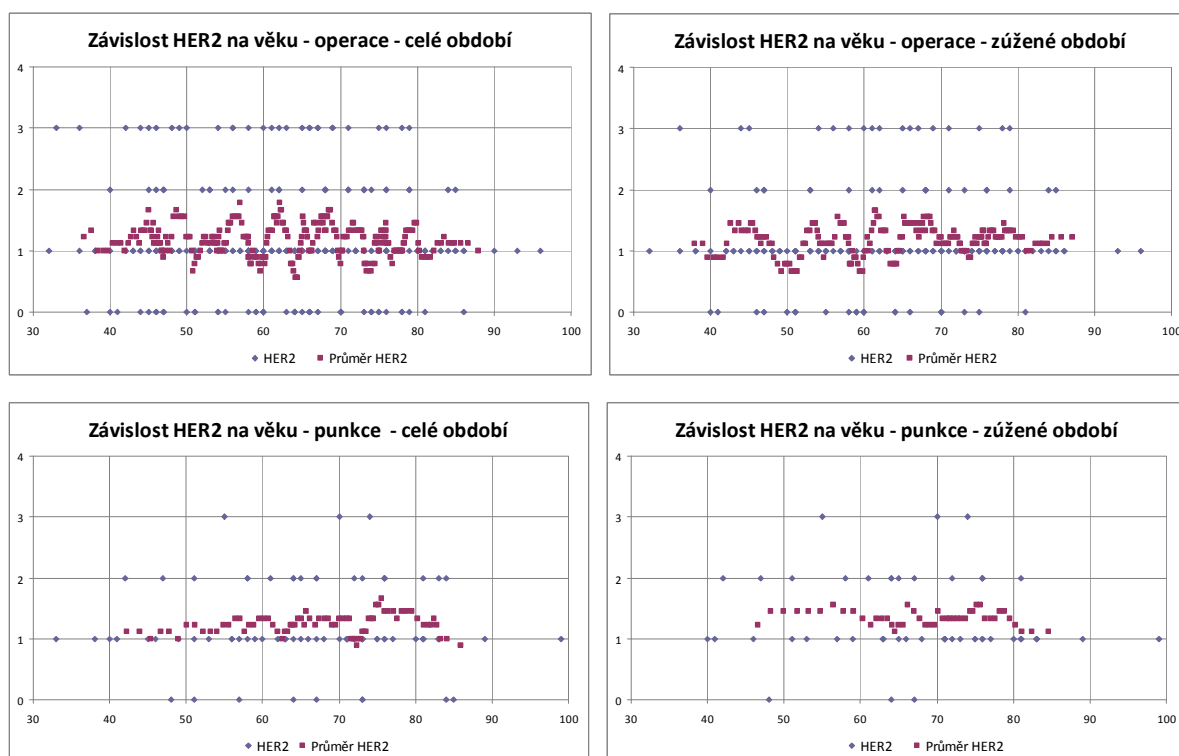 Závislost HER2 na věku - operace - celé období
4
3
2
1
0
30 40 50 60 70 80 90 100
HER2 Průměr HER2
Závislost HER2 na věku - operace - zúžené období
4
3
2
1
0
30 40 50 60 70 80 90 100
HER2 Průměr HER2
Závislost HER2 na věku - punkce - celé období
4
3
2
1
0
30 40 50 60 70 80 90 100
HER2 Průměr HER2
Závislost HER2 na věku - punkce - zúžené období
4
3
2
1
0
30 40 50 60 70 80 90 100
HER2 Průměr HER2